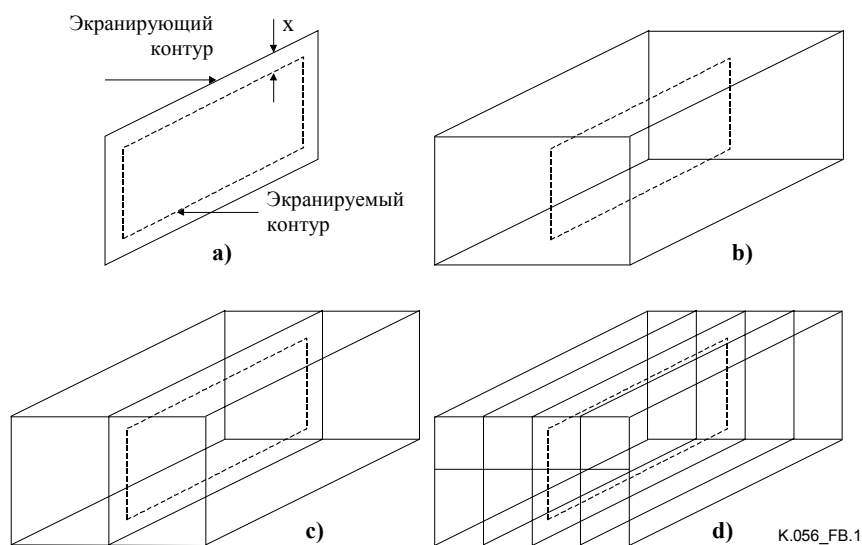 Экранирующий
контур
x
Экранируемый
контур
a)
b)
c)
d)
K.056_FB.1